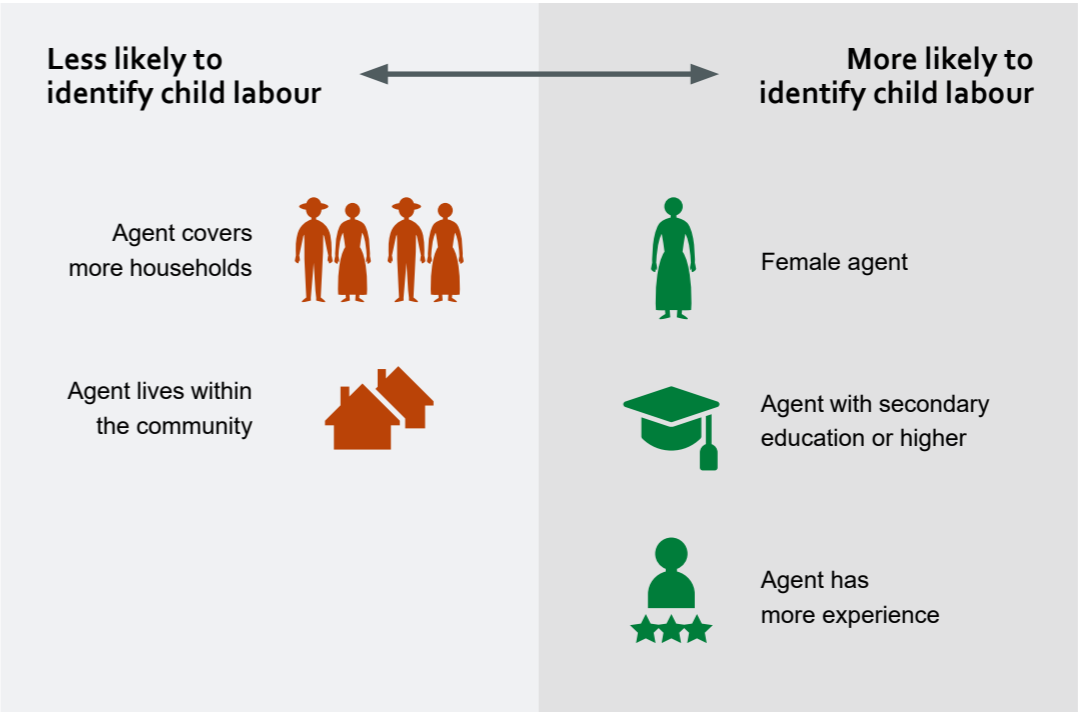 Less likely to
identify child labour
More likely to
identify child labour
Agent covers
more households
Agent lives within
the community
Female agent
Agent with secondary
education or higher
Agent has
more experience